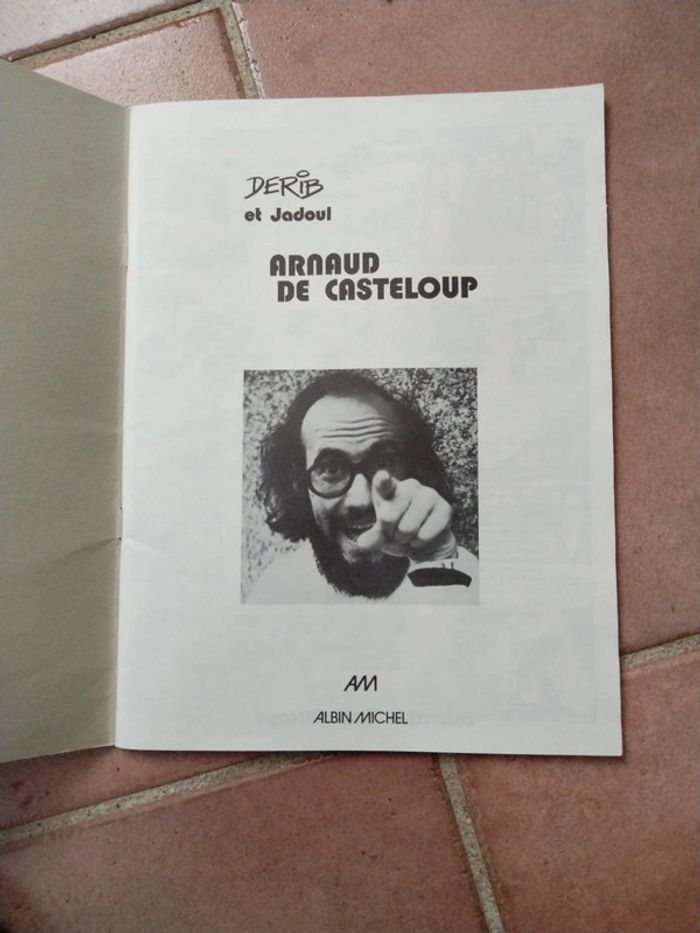 DERIB
et Jadoul
ARNAUD
DE CASTELOUP
AM
ALBIN MICHEL